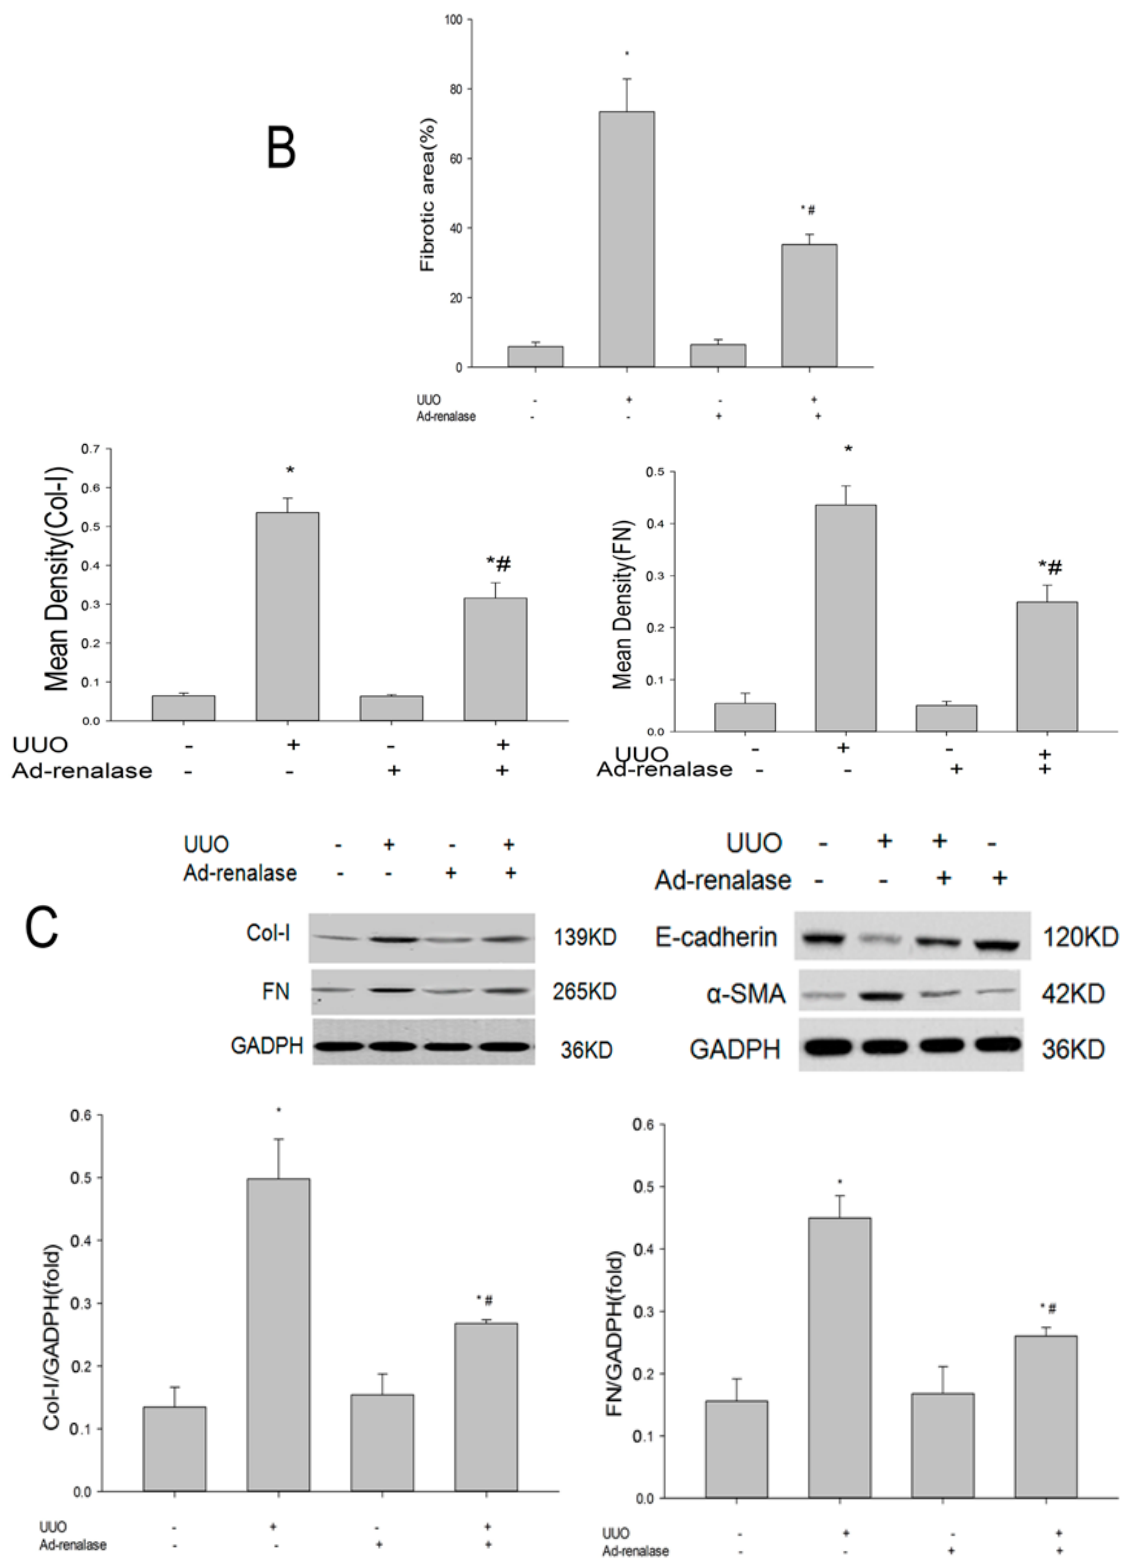 B
Fibrotic area(%)
100
80
60
40
20
0
*
*#
UUO - + - +
Ad-renalase - - + +
Mean Density(Col-I)
0.7
0.6
0.5
0.4
0.3
0.2
0.1
0.0
*
*#
UUO - + - +
Ad-renalase - - + +
Mean Density(FN)
0.5
0.4
0.3
0.2
0.1
0.0
*
*#
UUO - + - +
Ad-renalase - - + +
C
UUO - + - +
Ad-renalase - - + +
Col-I 139KD
FN 265KD
GADPH 36KD
UUO - + + -
Ad-renalase - - + +
E-cadherin 120KD
α-SMA 42KD
GADPH 36KD
Col-I/GADPH(fold)
0.6
0.5
0.4
0.3
0.2
0.1
0.0
*
*#
UUO - + - +
Ad-renalase - - + +
FN/GADPH(fold)
0.6
0.5
0.4
0.3
0.2
0.1
0.0
*
*#
UUO - + - +
Ad-renalase - - + +